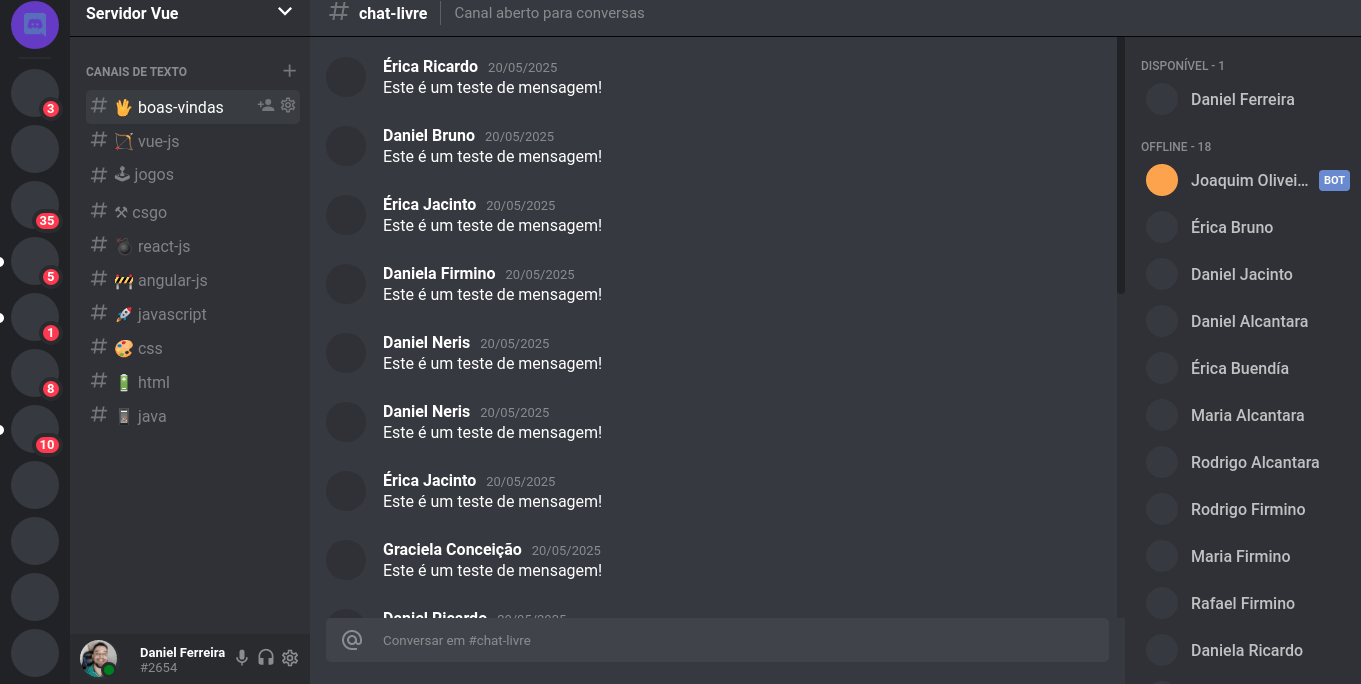 Servidor Vue
CANAIS DE TEXTO
# 🖖 boas-vindas
# 🏹 vue-js
# 🕹 jogos
# ⚒ csgo
# 💣 react-js
# 🚧 angular-js
# 🚀 javascript
# 🎨 css
# 🔋 html
# 🖥 java
3
35
5
1
8
10
Daniel Ferreira
#2654
# chat-livre Canal aberto para conversas
Érica Ricardo 20/05/2025
Este é um teste de mensagem!
Daniel Bruno 20/05/2025
Este é um teste de mensagem!
Érica Jacinto 20/05/2025
Este é um teste de mensagem!
Daniela Firmino 20/05/2025
Este é um teste de mensagem!
Daniel Neris 20/05/2025
Este é um teste de mensagem!
Daniel Neris 20/05/2025
Este é um teste de mensagem!
Érica Jacinto 20/05/2025
Este é um teste de mensagem!
Graciela Conceição 20/05/2025
Este é um teste de mensagem!
Daniel Ricardo 20/05/2025
@ Conversar em #chat-livre
DISPONÍVEL - 1
Daniel Ferreira
OFFLINE - 18
Joaquim Olivei... BOT
Érica Bruno
Daniel Jacinto
Daniel Alcantara
Érica Buendía
Maria Alcantara
Rodrigo Alcantara
Rodrigo Firmino
Maria Firmino
Rafael Firmino
Daniela Ricardo